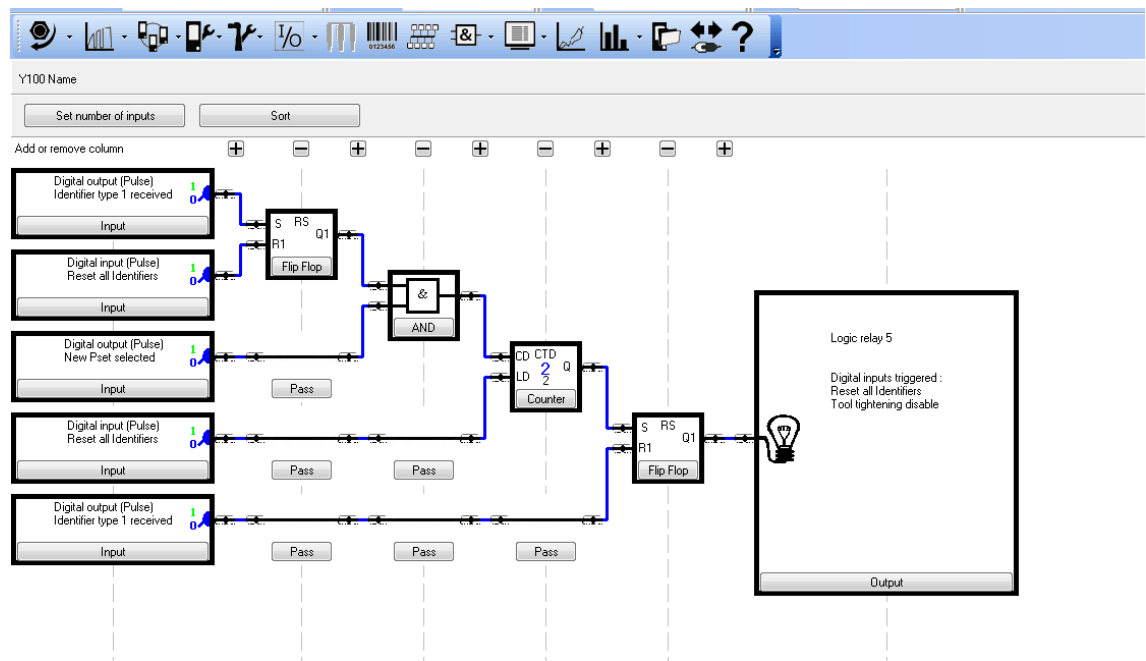 I/O
0123456
&
?
Y100 Name
Set number of inputs
Sort
Add or remove column
+ − + − + − + − +
Digital output (Pulse)
Identifier type 1 received
1
0
Input
S RS
Q1
R1
Flip Flop
Digital input (Pulse)
Reset all Identifiers
1
0
Input
&
AND
Digital output (Pulse)
New Pset selected
1
0
Input
Pass
CD CTD
2 Q
LD 2
Counter
Logic relay 5
Digital inputs triggered :
Reset all Identifiers
Tool tightening disable
Output
Digital input (Pulse)
Reset all Identifiers
1
0
Input
Pass
Pass
S RS
Q1
R1
Flip Flop
Digital output (Pulse)
Identifier type 1 received
1
0
Input
Pass
Pass
Pass